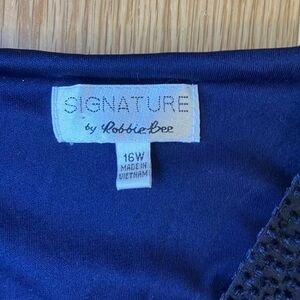 SIGNATURE
by Robbie Bee
16W
MADE IN
VIETNAM